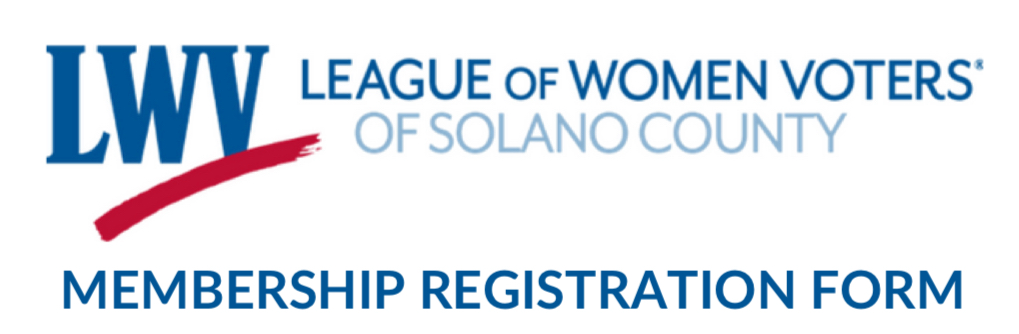 LWV
LEAGUE OF WOMEN VOTERS®
OF SOLANO COUNTY
MEMBERSHIP REGISTRATION FORM